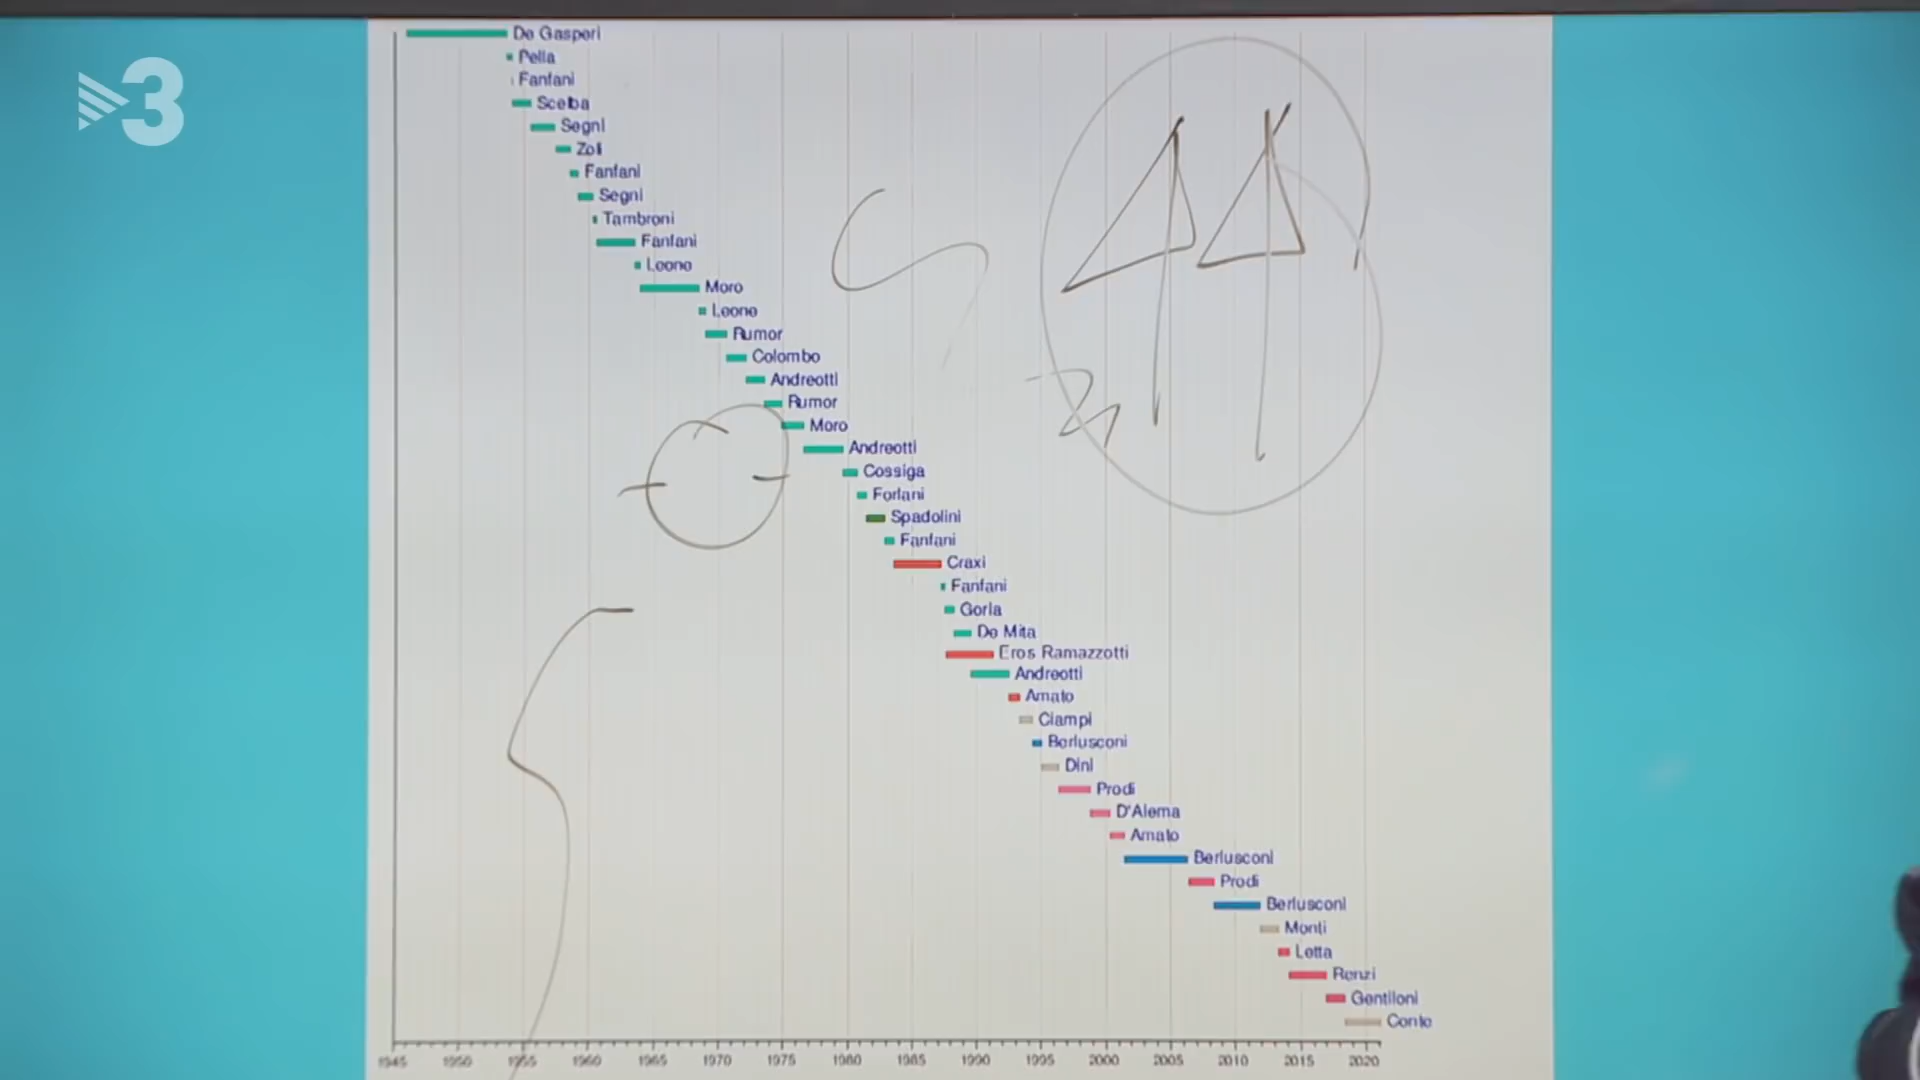 3
De Gasperi
Pella
Fanfani
Scelba
Segni
Zoli
Fanfani
Segni
Tambroni
Fanfani
Leone
Moro
Leone
Rumor
Colombo
Andreotti
Rumor
Moro
Andreotti
Cossiga
Forlani
Spadolini
Fanfani
Craxi
Fanfani
Goria
De Mita
Eros Ramazzotti
Andreotti
Amato
Ciampi
Berlusconi
Dini
Prodi
D'Alema
Amato
Berlusconi
Prodi
Berlusconi
Monti
Letta
Renzi
Gentiloni
Conte
1945 1950 1955 1960 1965 1970 1975 1980 1985 1990 1995 2000 2005 2010 2015 2020